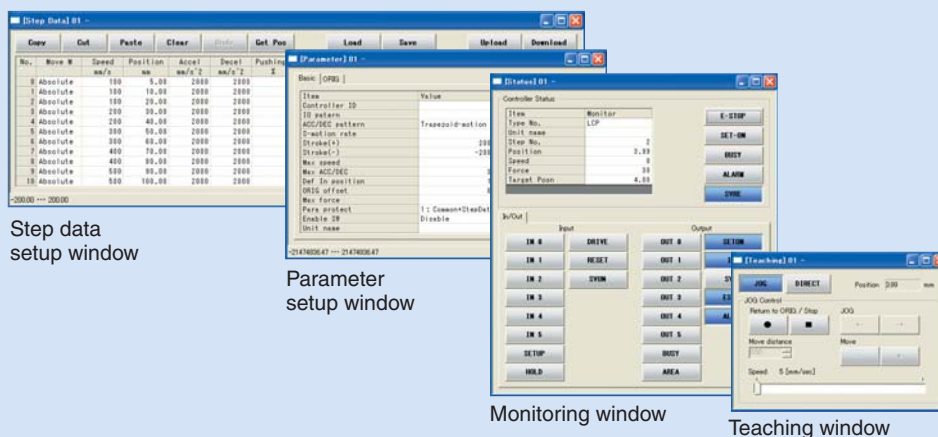 [Step Data] 01 -
Copy Cut Paste Clear Undo Get Pos Load Save Upload Download
No. Move M Speed Position Accel Decel Pushing
mm/s mm mm/s^2 mm/s^2 %
0 Absolute 100 5.00 2000 2000
1 Absolute 100 10.00 2000 2000
2 Absolute 100 20.00 2000 2000
3 Absolute 200 30.00 2000 2000
4 Absolute 200 40.00 2000 2000
5 Absolute 300 50.00 2000 2000
6 Absolute 300 60.00 2000 2000
7 Absolute 400 70.00 2000 2000
8 Absolute 400 80.00 2000 2000
9 Absolute 500 90.00 2000 2000
10 Absolute 500 100.00 2000 2000
-200.00 --- 200.00
Step data
setup window
[Parameter] 01 -
Basic ORIG
Item Value
Controller ID
IO patern
ACC/DEC pattern Trapezoid-motion
S-motion rate
Stroke(+) 200
Stroke(-) -200
Max speed
Max ACC/DEC
Def In position
ORIG offset
Max force
Para protect 1: Common+StepDat
Enable SW Disable
Unit name
-21474836.47 --- 21474836.47
Parameter
setup window
[Status] 01 -
Controller Status
Item Monitor
Type No. LCP
Unit name
Step No. 2
Position 3.99
Speed 0
Force 30
Target Posn 4.00
E-STOP
SET-ON
BUSY
ALARM
SVRE
In/Out
Input Output
IN 0 DRIVE OUT 0 SETON
IN 1 RESET OUT 1
IN 2 SVON OUT 2
IN 3 OUT 3
IN 4 OUT 4
IN 5 OUT 5
SETUP BUSY
HOLD AREA
Monitoring window
[Teaching] 01 -
JOG DIRECT Position 3.99 mm
JOG Control
Return to ORIG / Stop JOG
Move distance Move
Speed 5 [mm/sec]
Teaching window